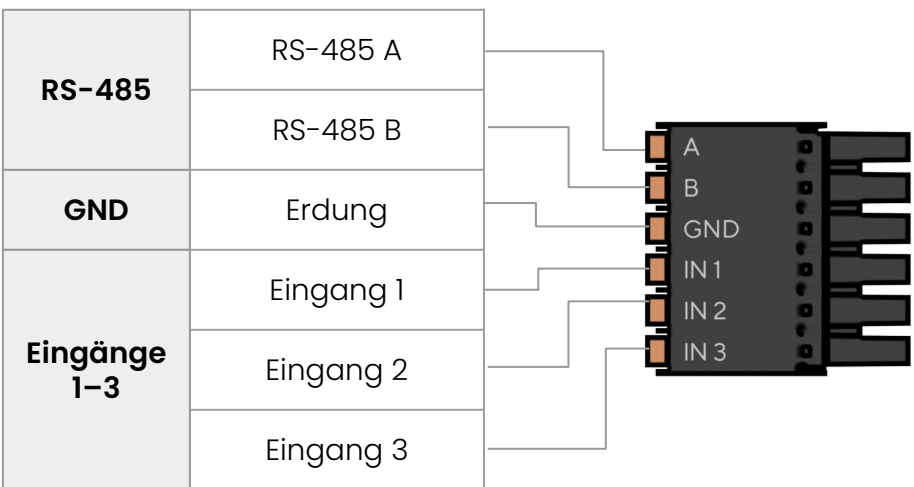 RS-485
RS-485 A
RS-485 B
GND
Erdung
Eingänge
1–3
Eingang 1
Eingang 2
Eingang 3
A
B
GND
IN 1
IN 2
IN 3